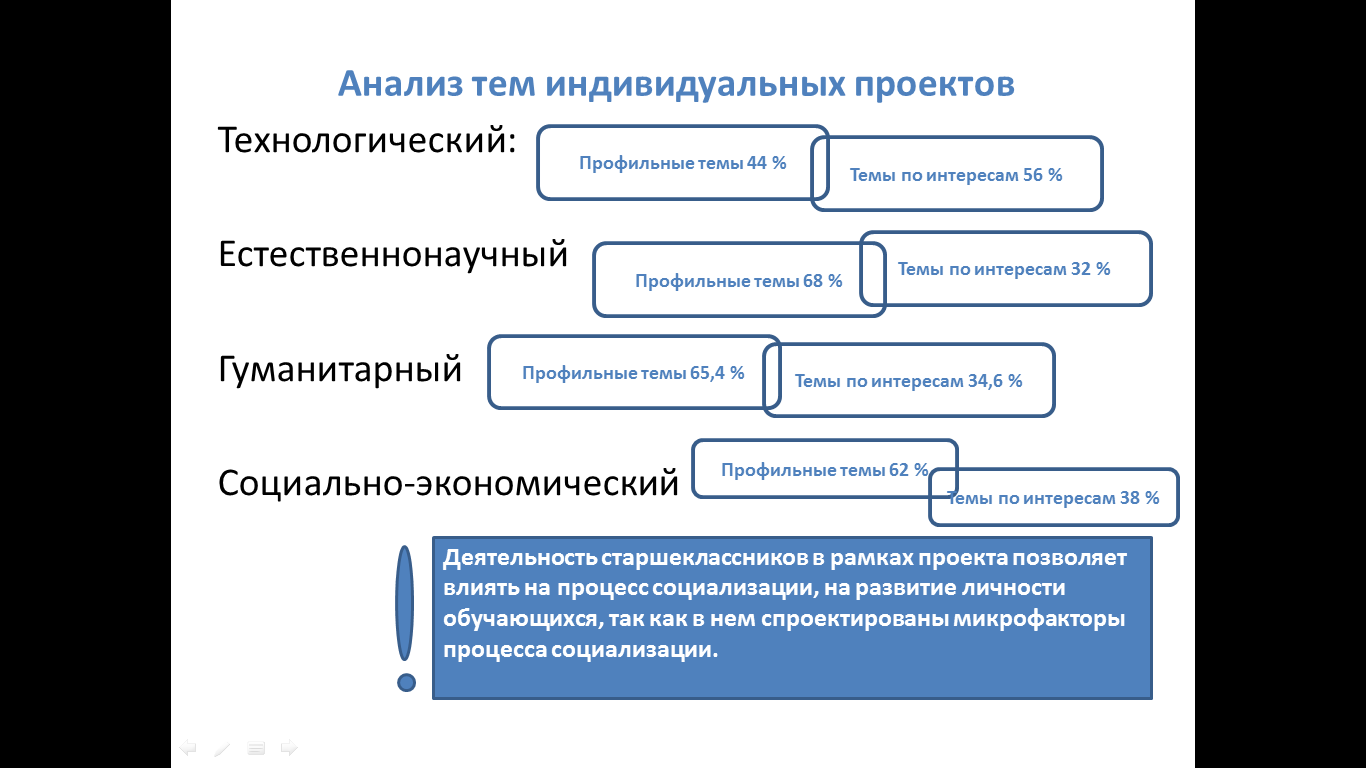 Анализ тем индивидуальных проектов
Технологический:
Профильные темы 44 %
Темы по интересам 56 %
Естественнонаучный
Профильные темы 68 %
Темы по интересам 32 %
Гуманитарный
Профильные темы 65,4 %
Темы по интересам 34,6 %
Социально-экономический
Профильные темы 62 %
Темы по интересам 38 %
Деятельность старшеклассников в рамках проекта позволяет
влиять на процесс социализации, на развитие личности
обучающихся, так как в нем спроектированы микрофакторы
процесса социализации.